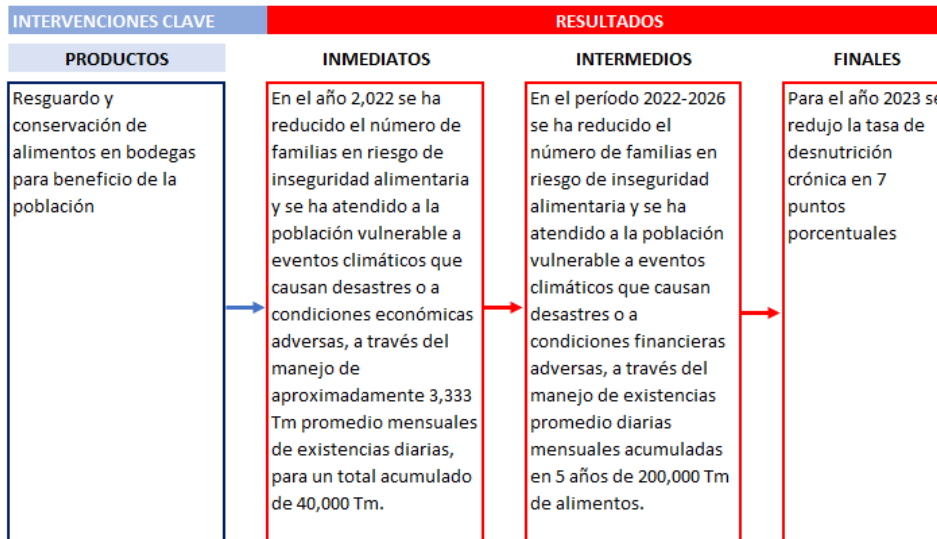 INTERVENCIONES CLAVE
RESULTADOS
PRODUCTOS
INMEDIATOS
INTERMEDIOS
FINALES
Resguardo y
conservación de
alimentos en bodegas
para beneficio de la
población
En el año 2,022 se ha
reducido el número de
familias en riesgo de
inseguridad alimentaria
y se ha atendido a la
población vulnerable a
eventos climáticos que
causan desastres o a
condiciones económicas
adversas, a través del
manejo de
aproximadamente 3,333
Tm promedio mensuales
de existencias diarias,
para un total acumulado
de 40,000 Tm.
En el período 2022-2026
se ha reducido el
número de familias en
riesgo de inseguridad
alimentaria y se ha
atendido a la población
vulnerable a eventos
climáticos que causan
desastres o a
condiciones financieras
adversas, a través del
manejo de existencias
promedio diarias
mensuales acumuladas
en 5 años de 200,000 Tm
de alimentos.
Para el año 2023 se
redujo la tasa de
desnutrición
crónica en 7
puntos
porcentuales